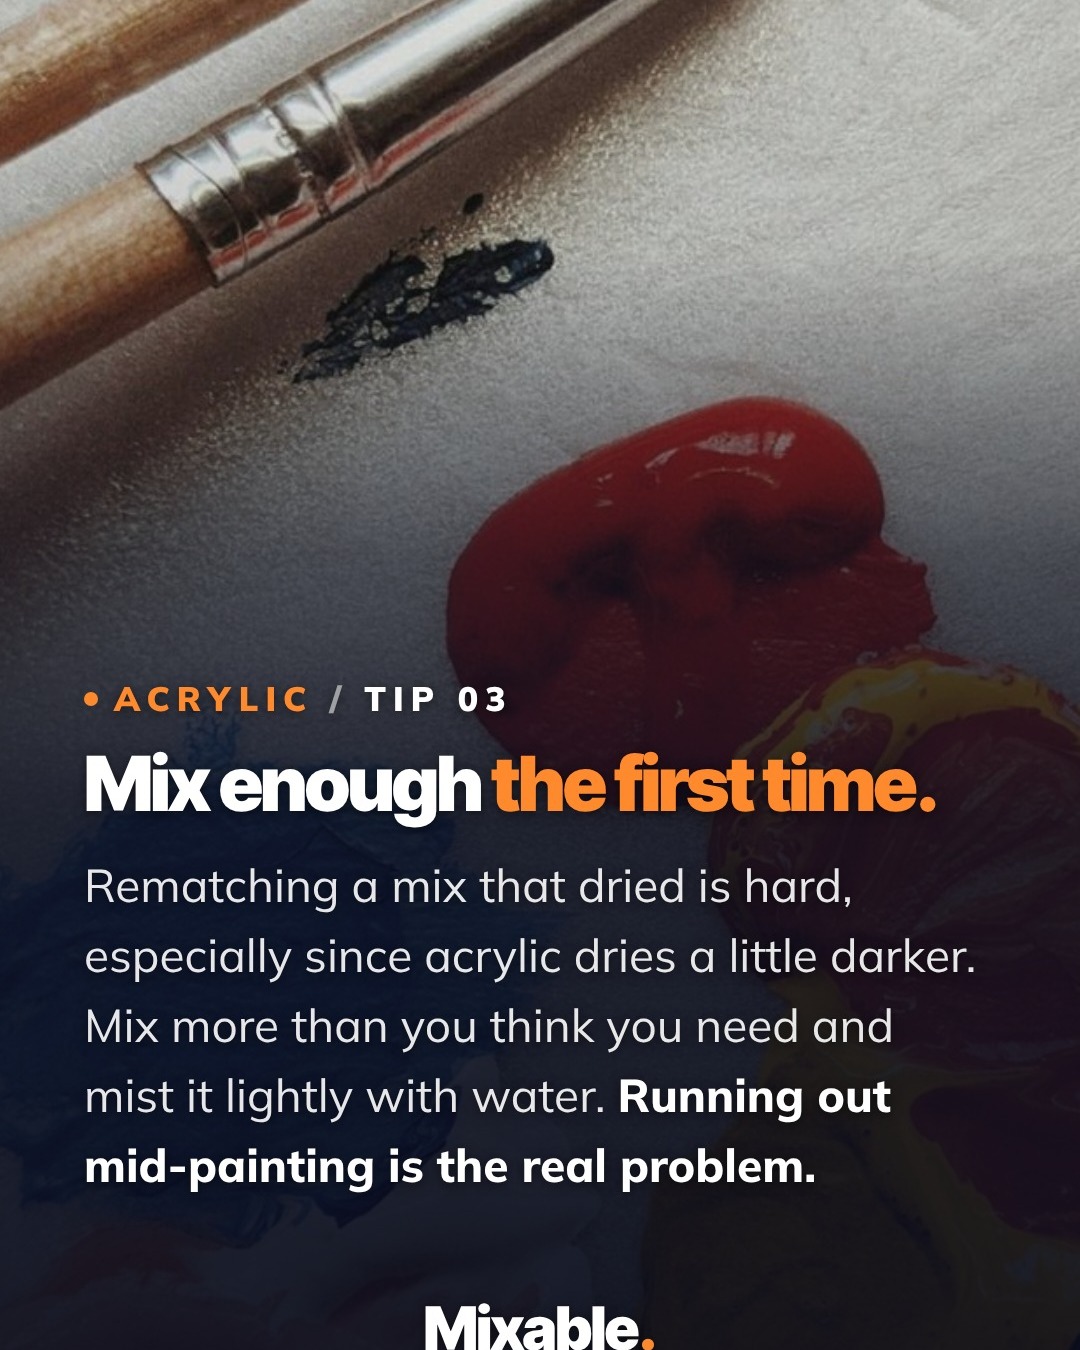 • ACRYLIC / TIP 03
Mix enough the first time.
Rematching a mix that dried is hard,
especially since acrylic dries a little darker.
Mix more than you think you need and
mist it lightly with water. Running out
mid-painting is the real problem.
Mixable.